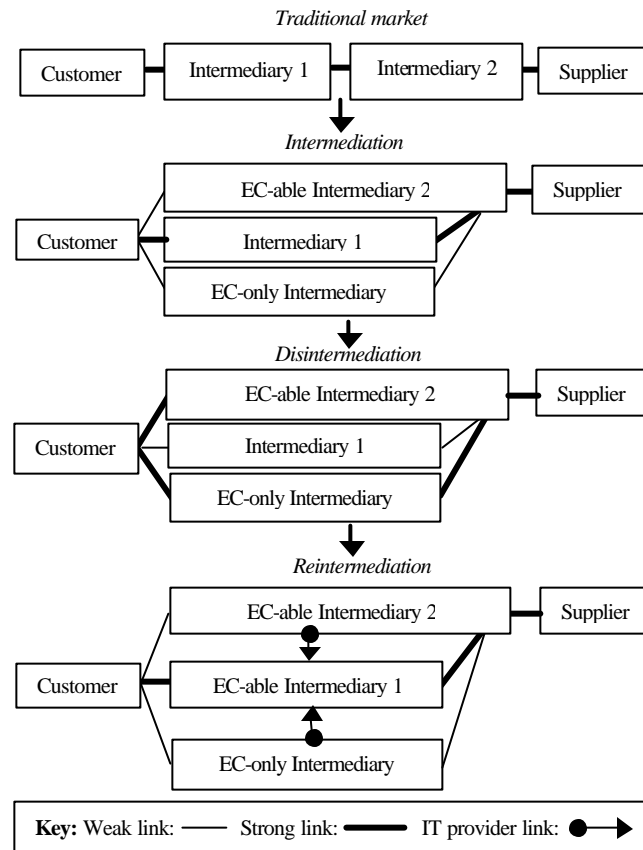 Traditional market
Customer Intermediary 1 Intermediary 2 Supplier
Intermediation
EC-able Intermediary 2 Supplier
Customer Intermediary 1
EC-only Intermediary
Disintermediation
EC-able Intermediary 2 Supplier
Customer Intermediary 1
EC-only Intermediary
Reintermediation
EC-able Intermediary 2 Supplier
Customer EC-able Intermediary 1
EC-only Intermediary
Key: Weak link: Strong link: IT provider link: